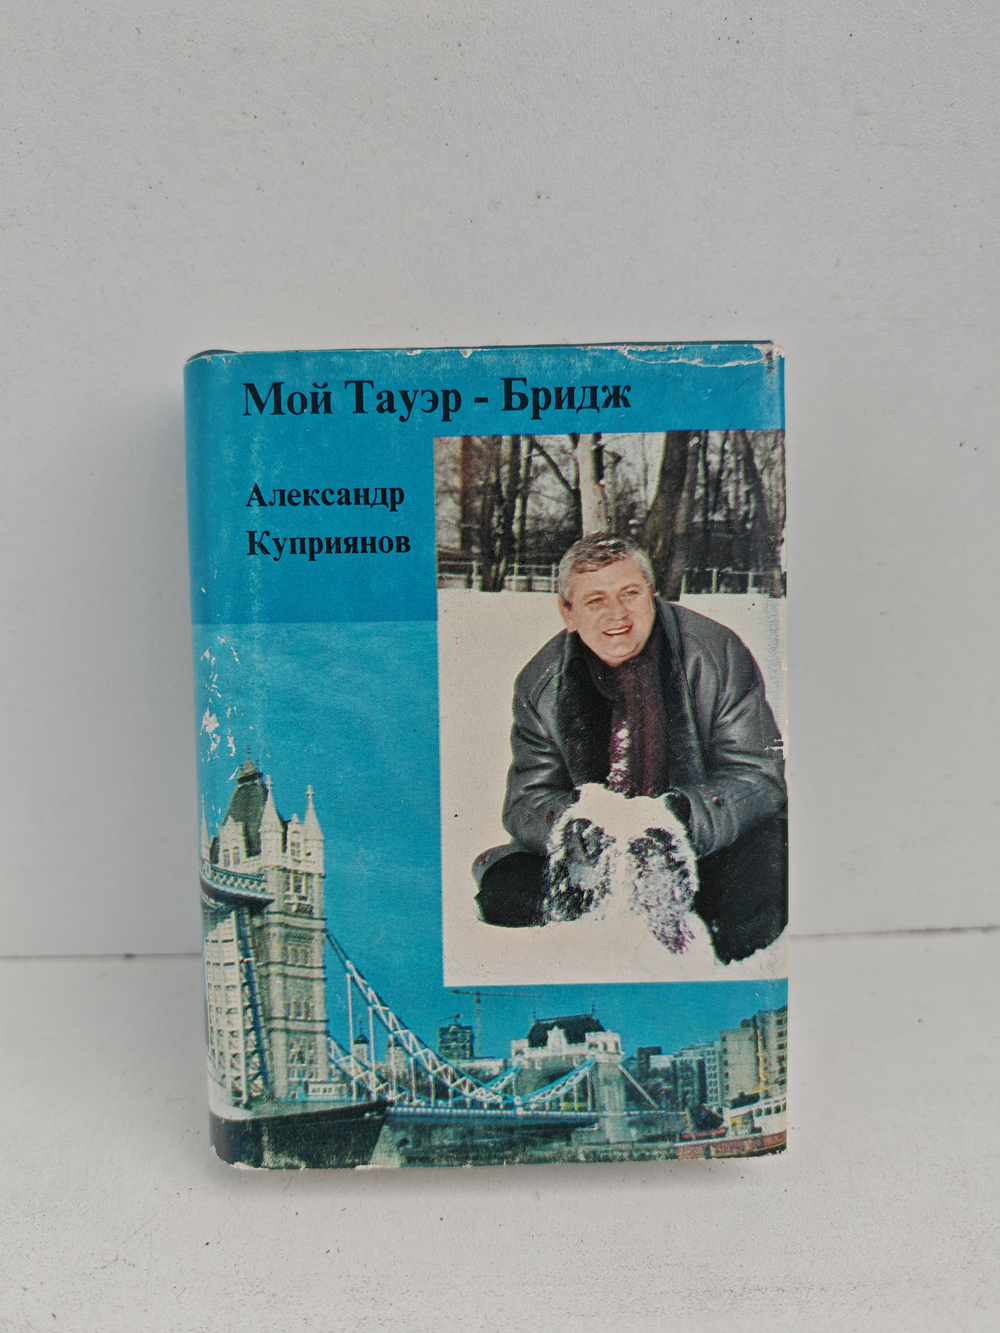 Мой Тауэр - Бридж
Александр
Куприянов